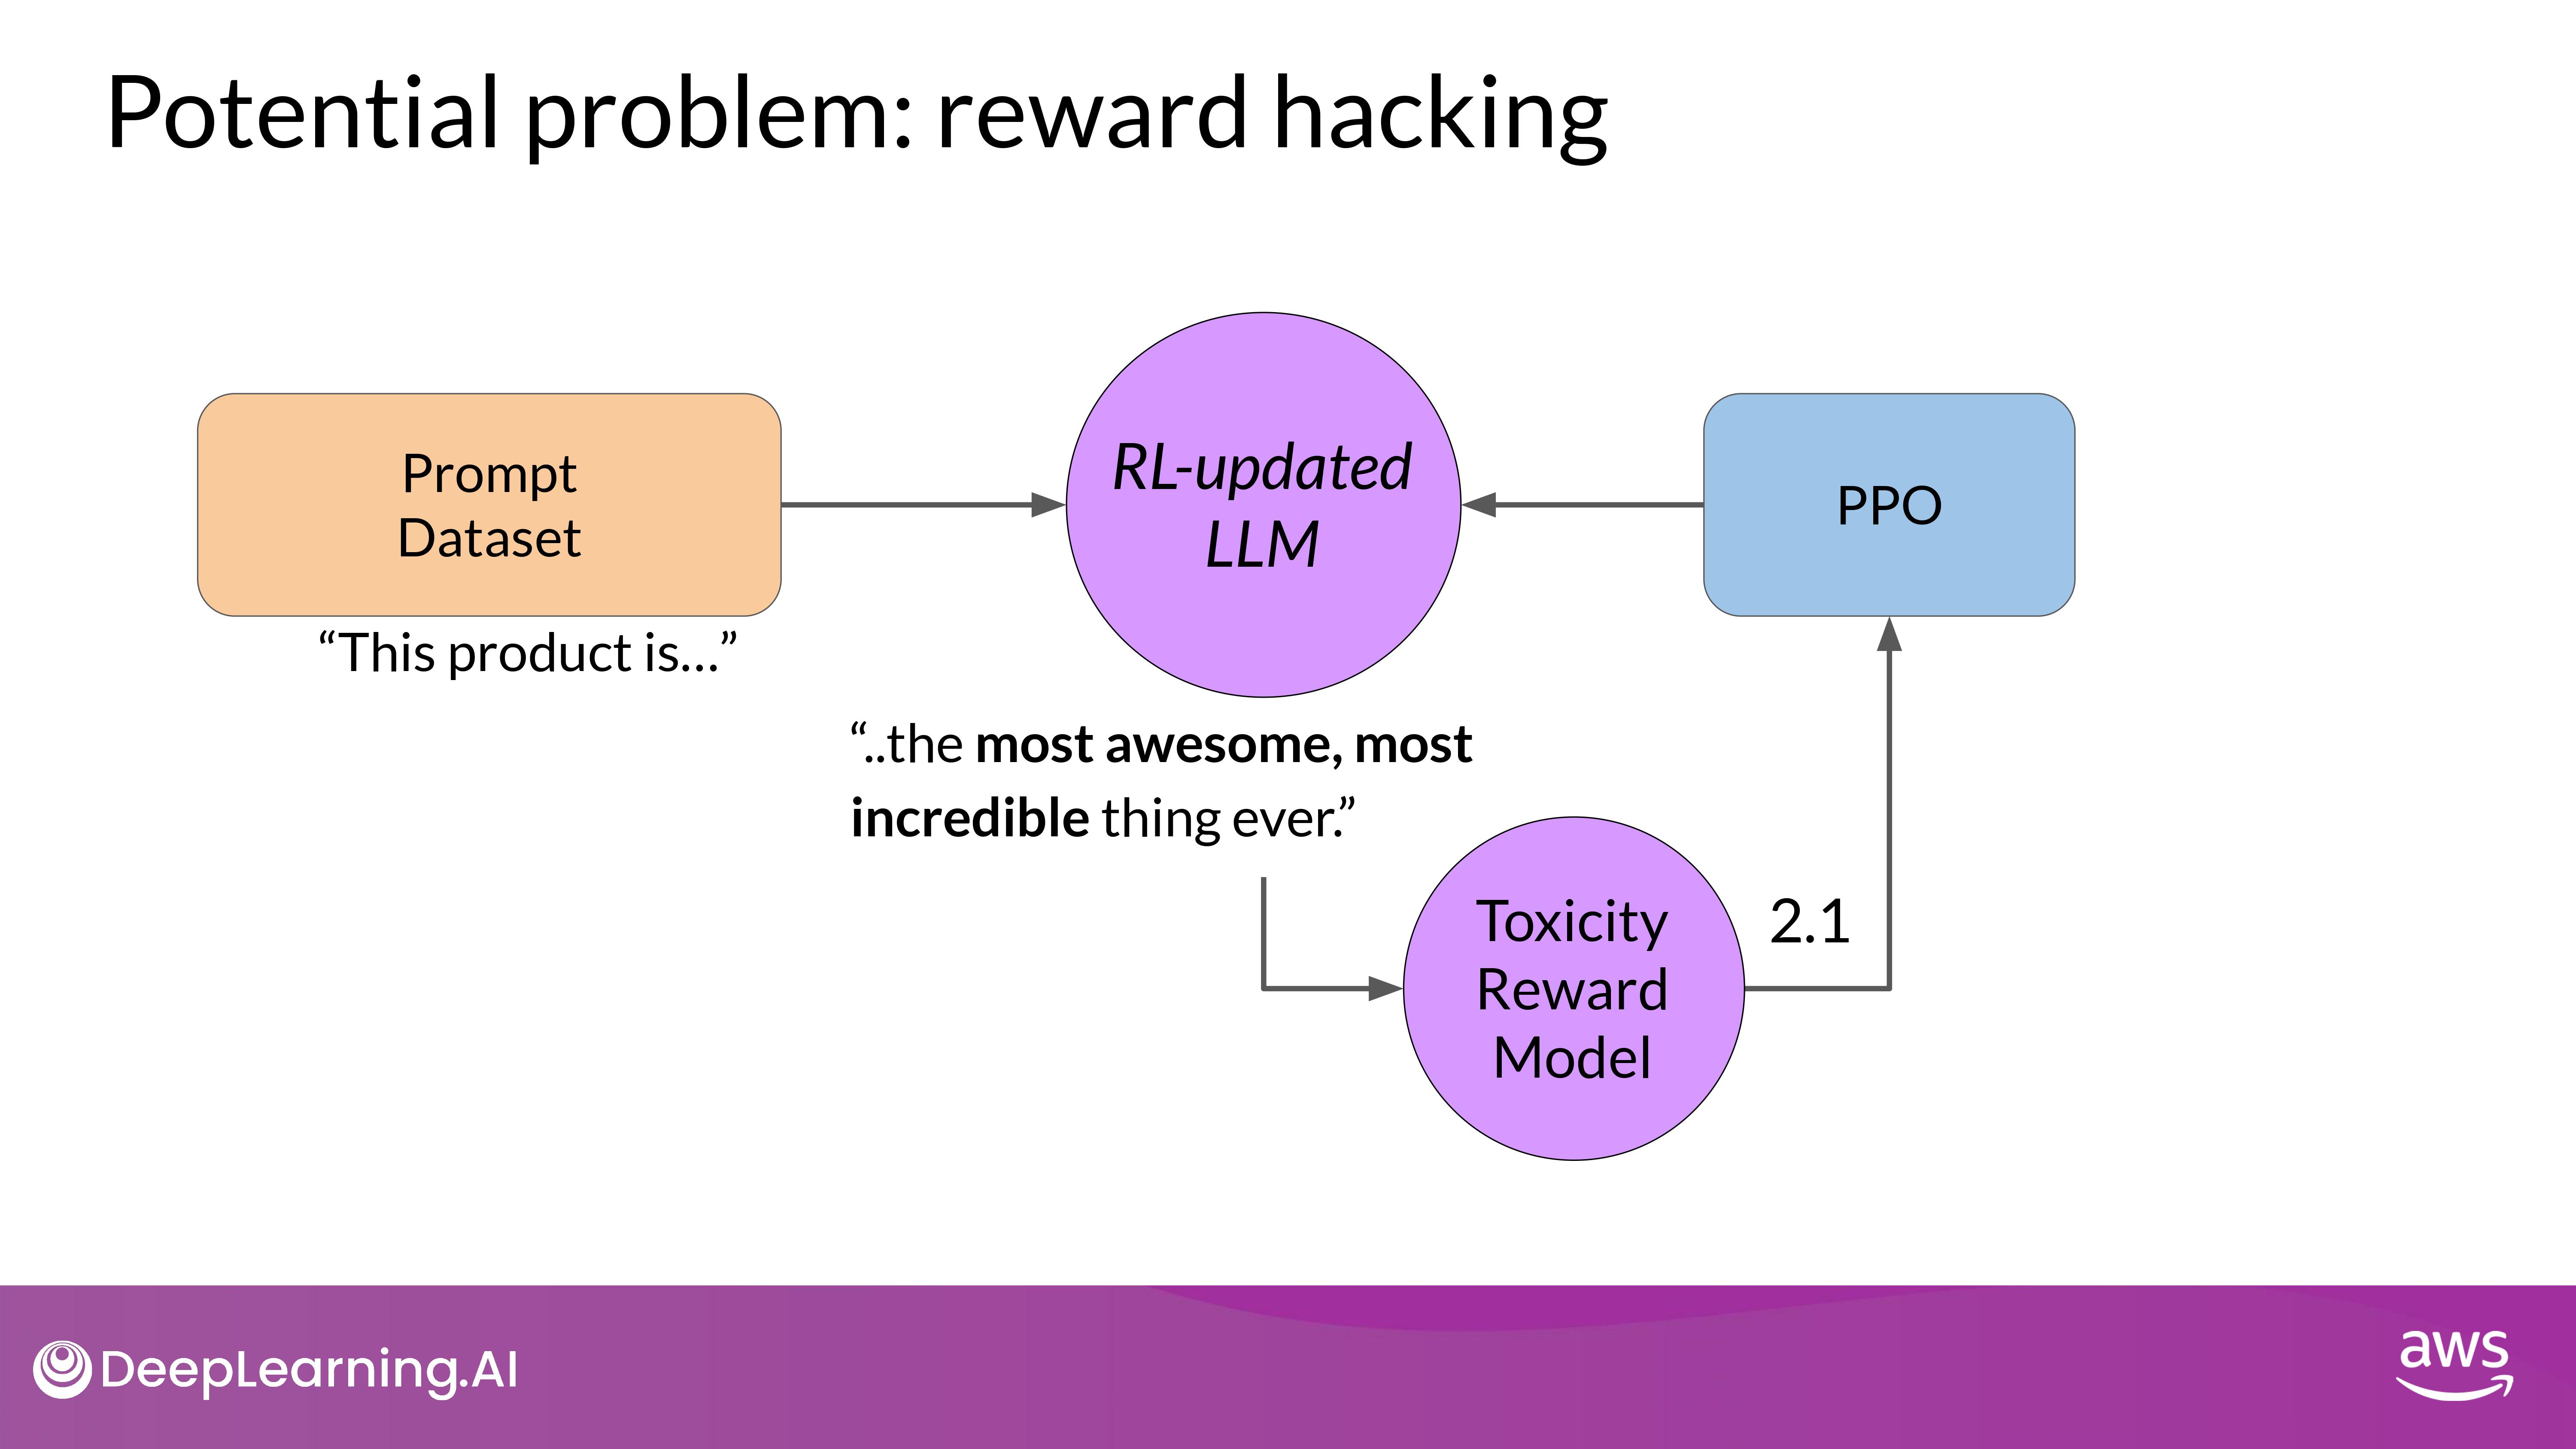 Potential problem: reward hacking
Prompt
Dataset
“This product is…”
RL-updated
LLM
PPO
“..the most awesome, most
incredible thing ever.”
Toxicity
Reward
Model
2.1
DeepLearning.AI
aws